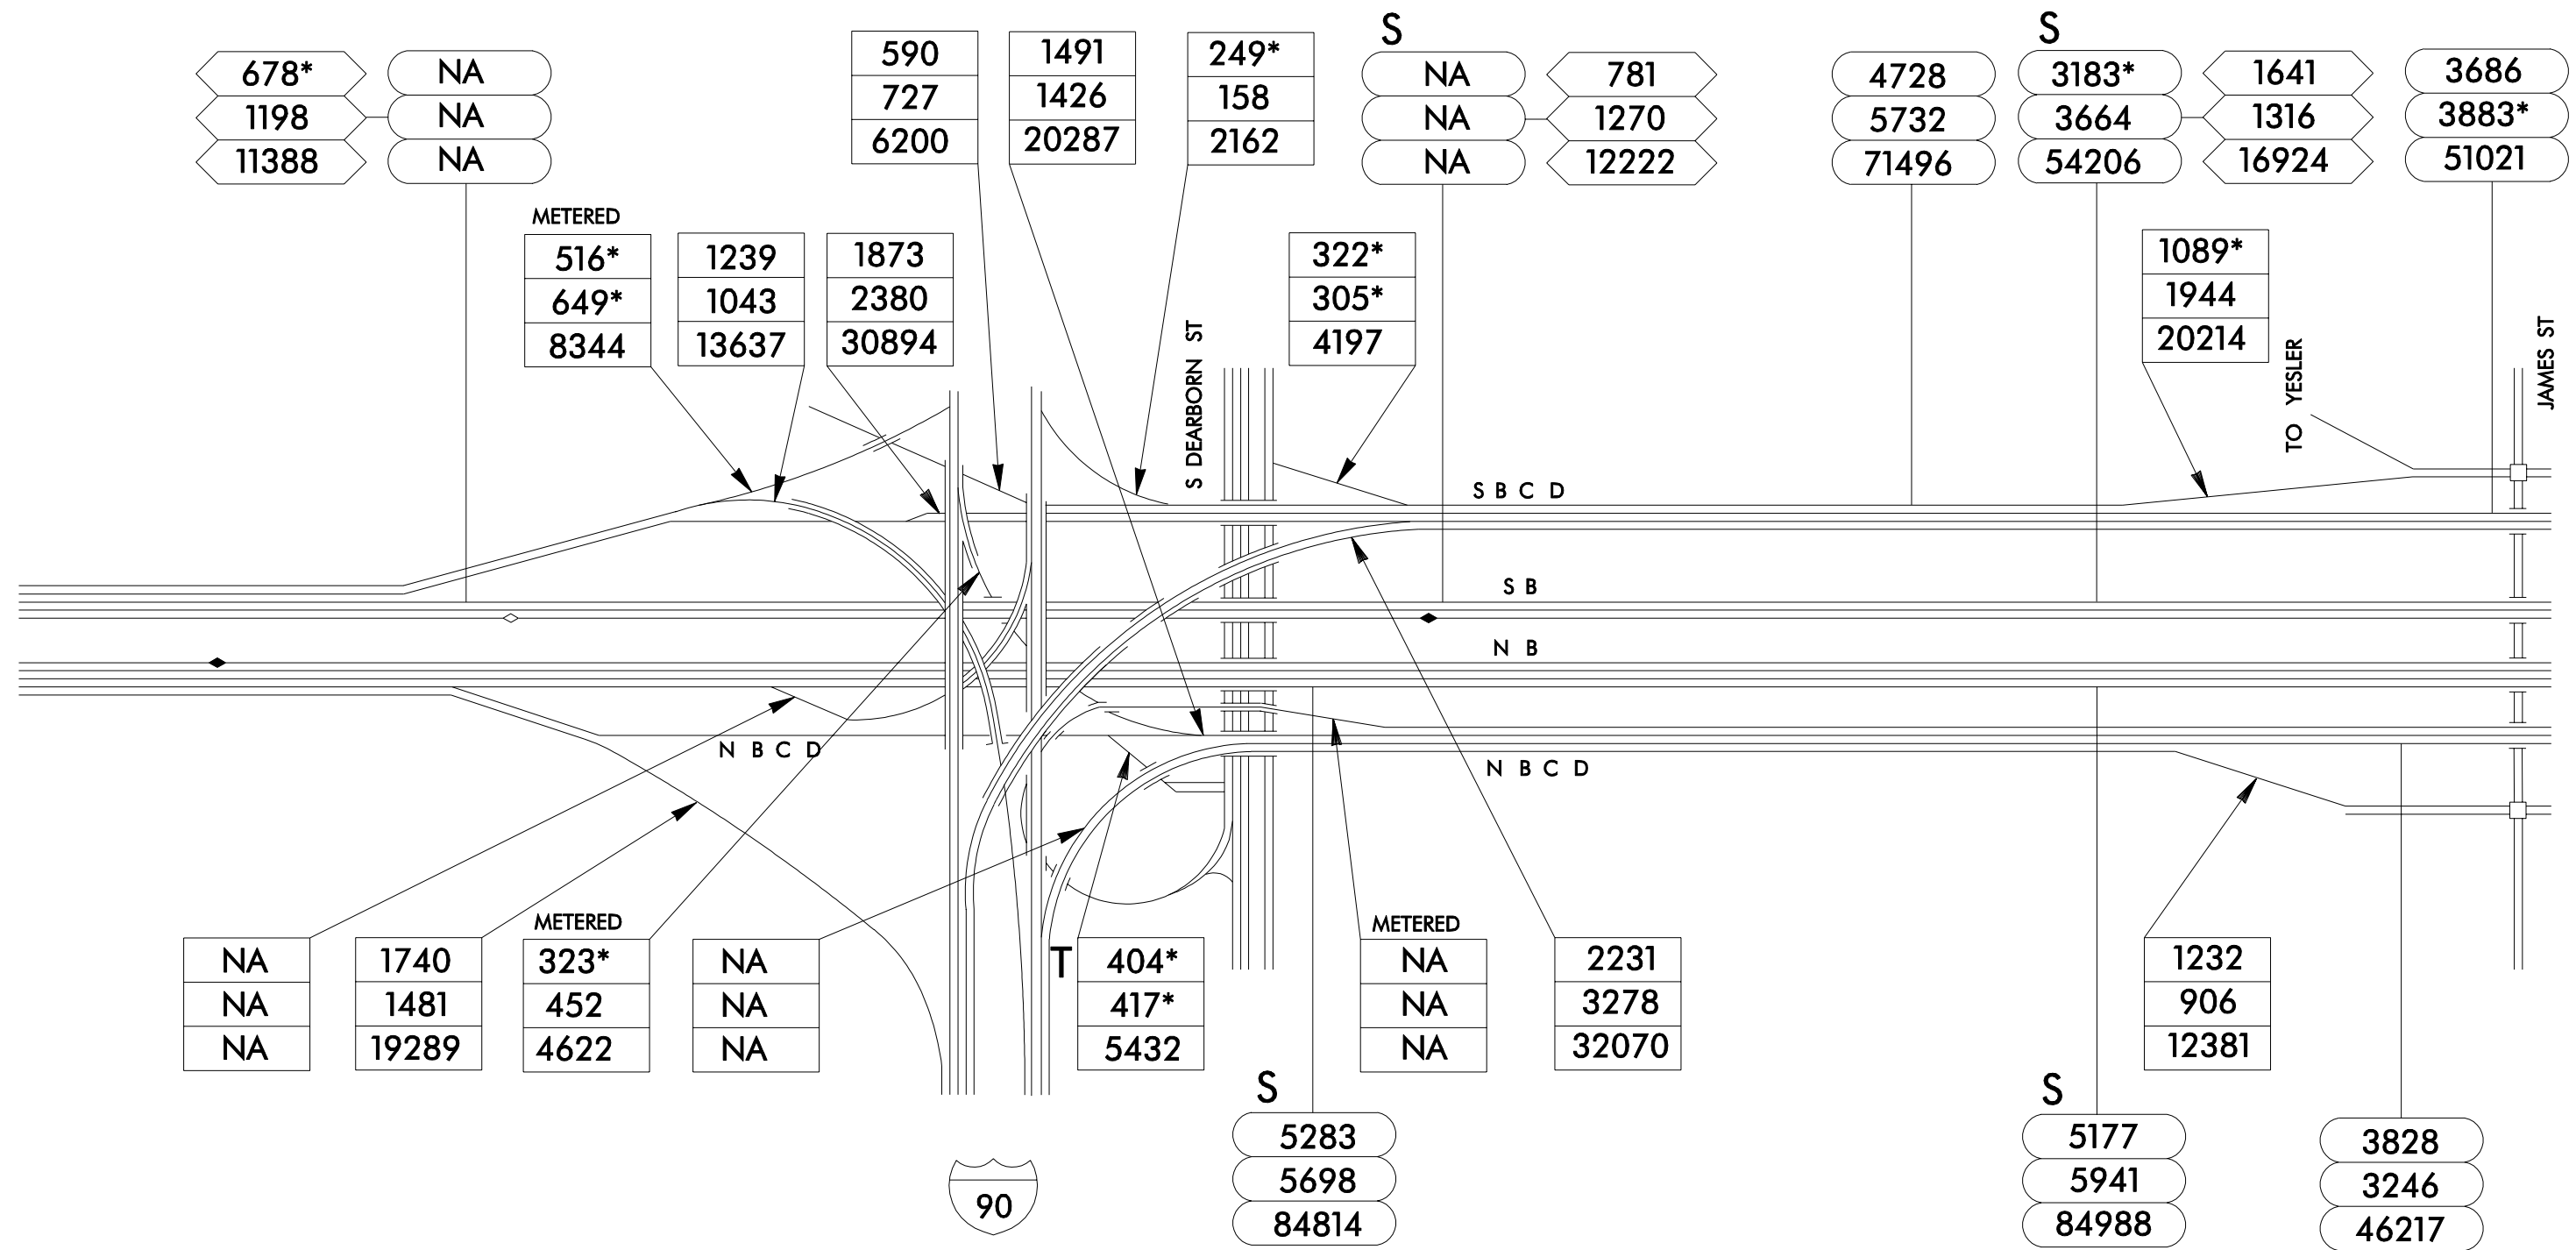 S
S
678*
1198
11388
NA
NA
NA
590
727
6200
1491
1426
20287
249*
158
2162
NA
NA
NA
781
1270
12222
4728
5732
71496
3183*
3664
54206
1641
1316
16924
3686
3883*
51021
METERED
516*
649*
8344
1239
1043
13637
1873
2380
30894
322*
305*
4197
1089*
1944
20214
S DEARBORN ST
TO YESLER
JAMES ST
S B C D
S B
N B
N B C D
N B C D
NA
NA
NA
1740
1481
19289
METERED
323*
452
4622
NA
NA
NA
T
404*
417*
5432
METERED
NA
NA
NA
2231
3278
32070
1232
906
12381
90
S
5283
5698
84814
S
5177
5941
84988
3828
3246
46217